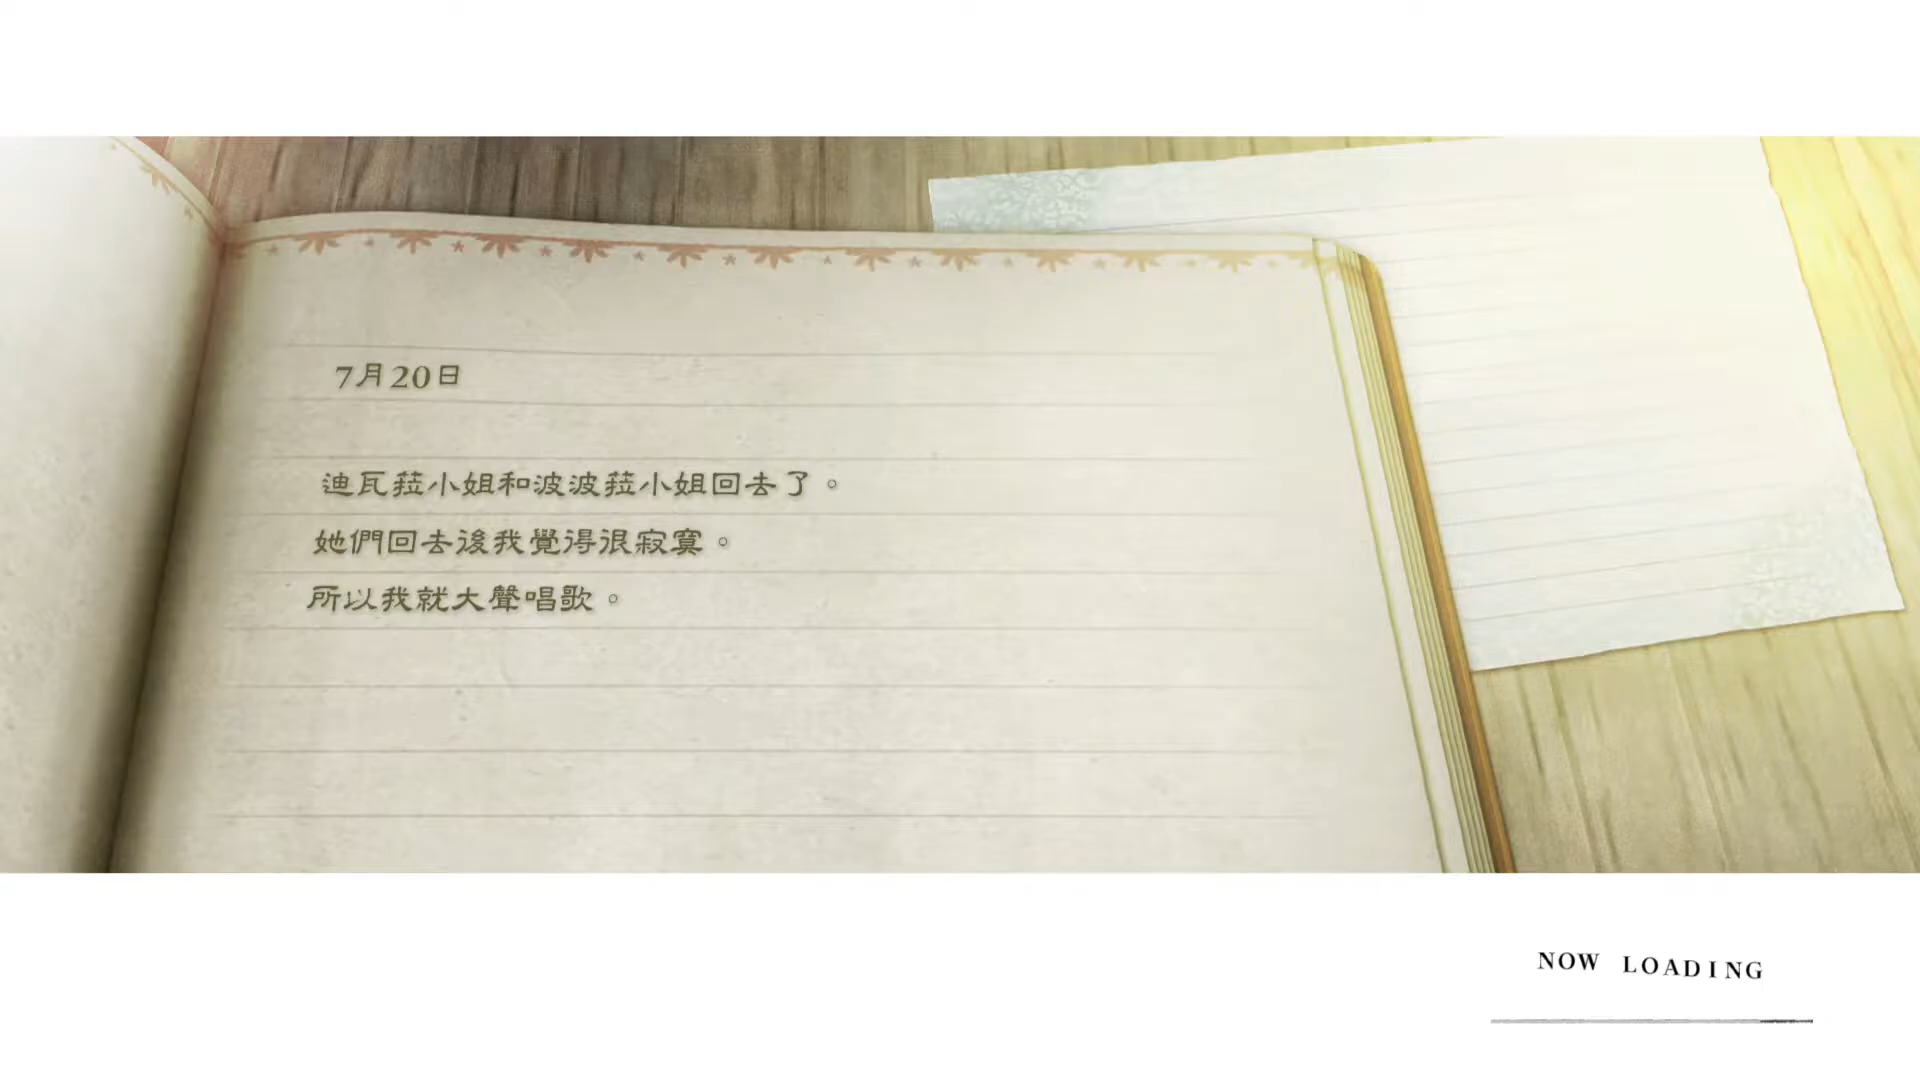 7月20日
迪瓦菈小姐和波波菈小姐回去了。
她們回去後我覺得很寂寞。
所以我就大聲唱歌。
NOW LOADING